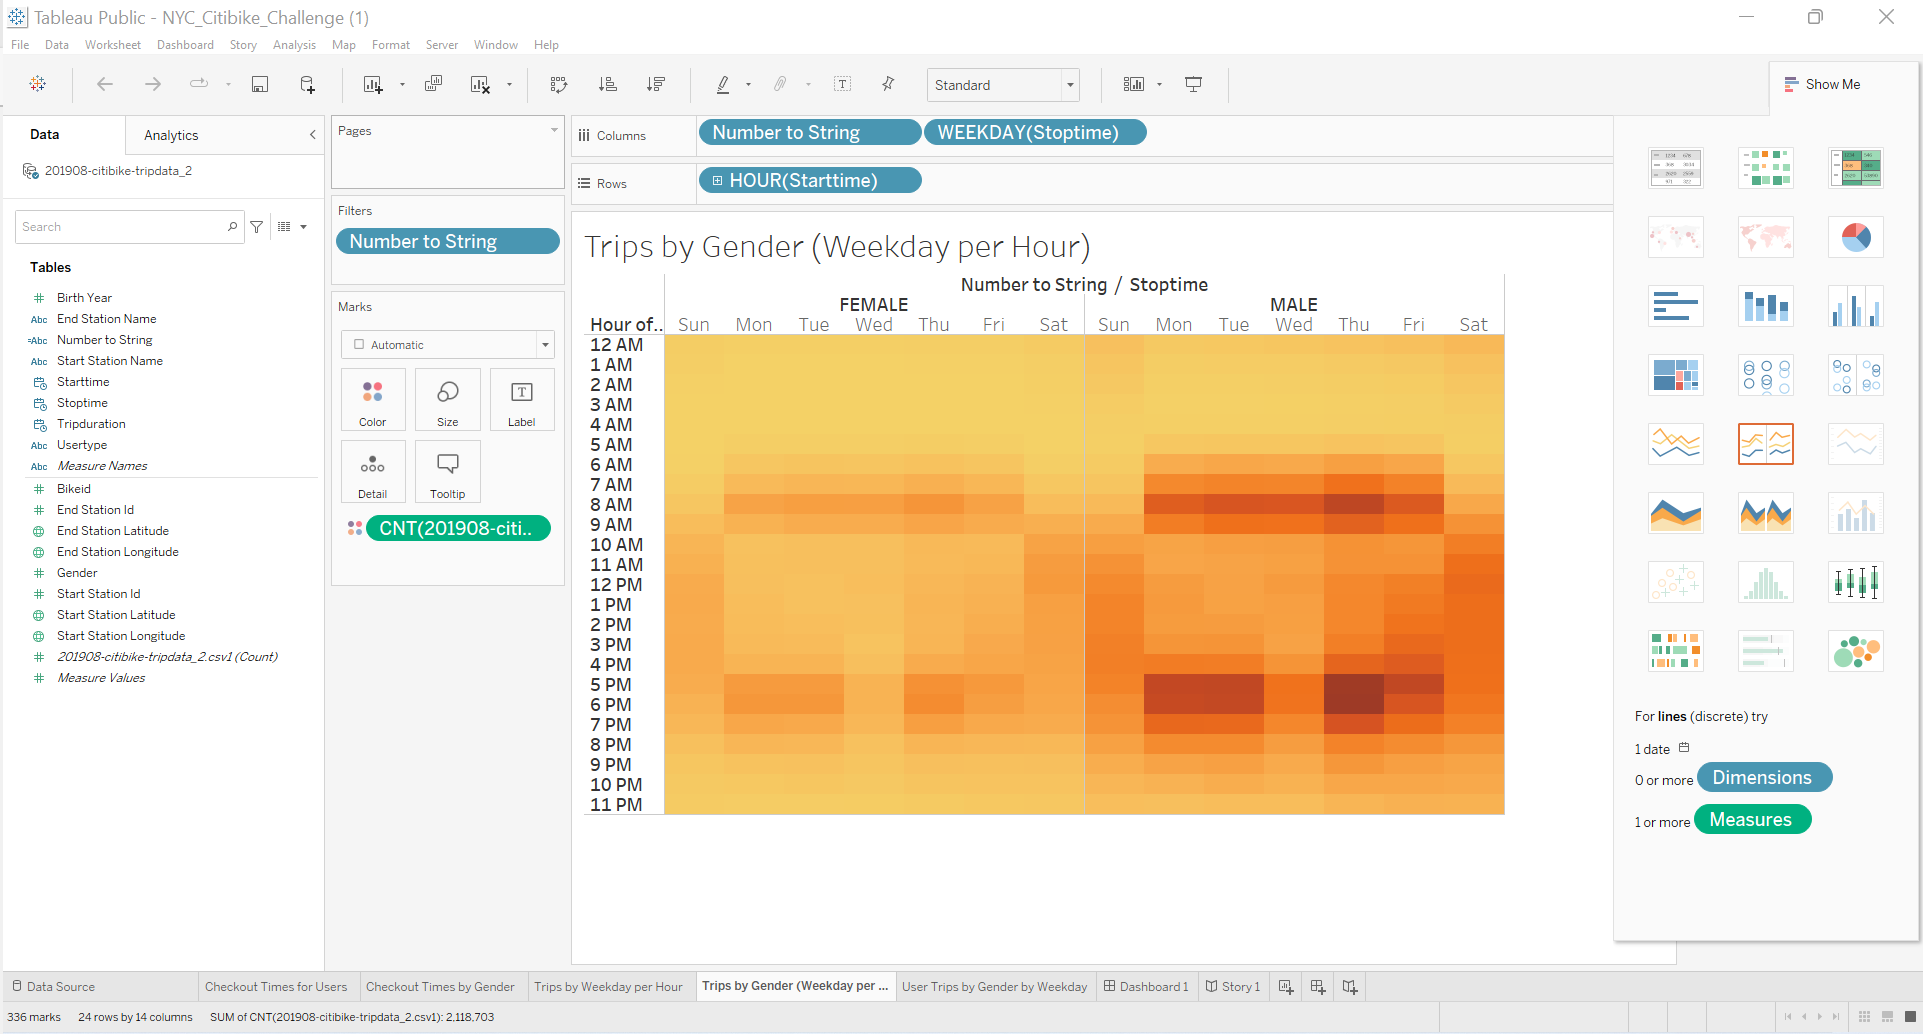 Tableau Public - NYC_Citibike_Challenge (1)
File Data Worksheet Dashboard Story Analysis Map Format Server Window Help
Standard
Show Me
Data Analytics
201908-citibike-tripdata_2
Search
Tables
Birth Year
Abc End Station Name
=Abc Number to String
Abc Start Station Name
Starttime
Stoptime
Tripduration
Abc Usertype
Abc Measure Names
Bikeid
End Station Id
End Station Latitude
End Station Longitude
Gender
Start Station Id
Start Station Latitude
Start Station Longitude
201908-citibike-tripdata_2.csv1 (Count)
Measure Values
Pages
Filters
Number to String
Marks
Automatic
Color Size Label
Detail Tooltip
CNT(201908-citi..
Columns Number to String WEEKDAY(Stoptime)
Rows HOUR(Starttime)
Trips by Gender (Weekday per Hour)
Number to String / Stoptime
FEMALE MALE
Hour of.. Sun Mon Tue Wed Thu Fri Sat Sun Mon Tue Wed Thu Fri Sat
12 AM
1 AM
2 AM
3 AM
4 AM
5 AM
6 AM
7 AM
8 AM
9 AM
10 AM
11 AM
12 PM
1 PM
2 PM
3 PM
4 PM
5 PM
6 PM
7 PM
8 PM
9 PM
10 PM
11 PM
For lines (discrete) try
1 date
0 or more Dimensions
1 or more Measures
Data Source Checkout Times for Users Checkout Times by Gender Trips by Weekday per Hour Trips by Gender (Weekday per ... User Trips by Gender by Weekday Dashboard 1 Story 1
336 marks 24 rows by 14 columns SUM of CNT(201908-citibike-tripdata_2.csv1): 2,118,703